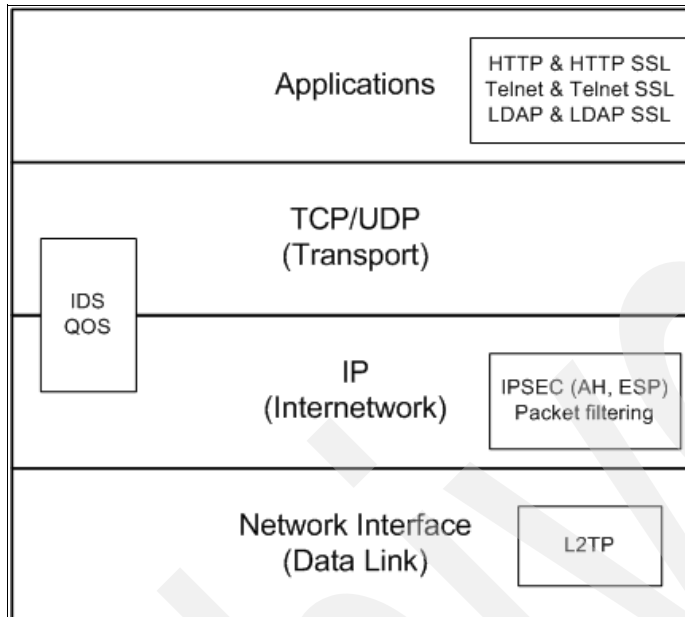 Applications
HTTP & HTTP SSL
Telnet & Telnet SSL
LDAP & LDAP SSL
TCP/UDP
(Transport)
IDS
QOS
IP
(Internetwork)
IPSEC (AH, ESP)
Packet filtering
Network Interface
(Data Link)
L2TP